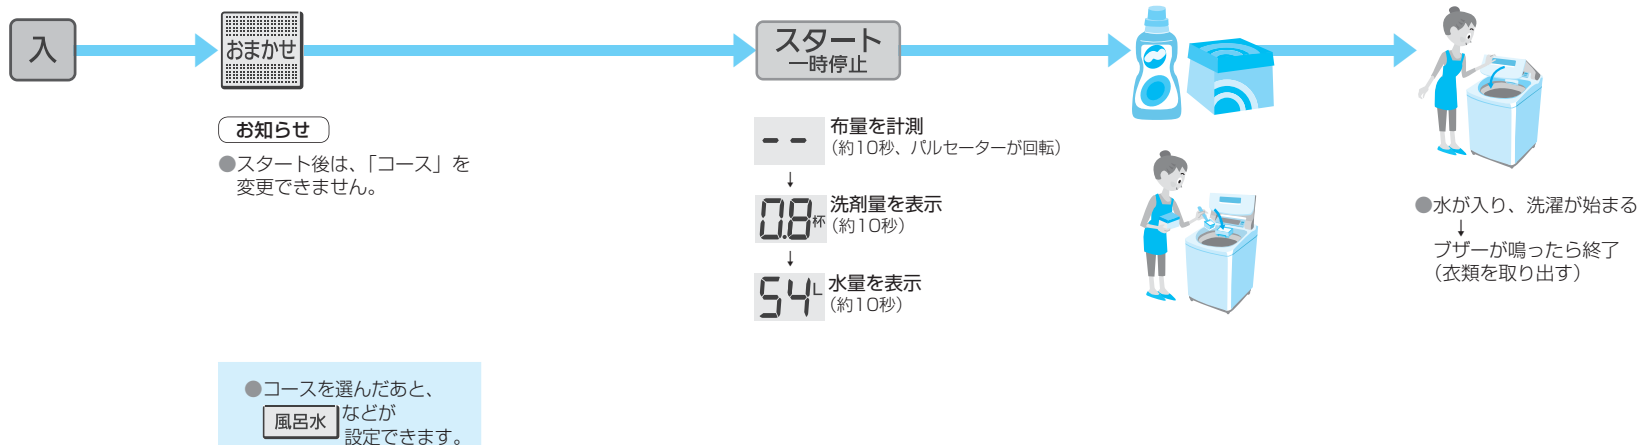 入
おまかせ
お知らせ
●スタート後は、「コース」を
変更できません。
●コースを選んだあと、
風呂水 などが
設定できます。
スタート
一時停止
-- 布量を計測
(約10秒、パルセーターが回転)
↓
0.8杯 洗剤量を表示
(約10秒)
↓
54L 水量を表示
(約10秒)
●水が入り、洗濯が始まる
↓
ブザーが鳴ったら終了
(衣類を取り出す)